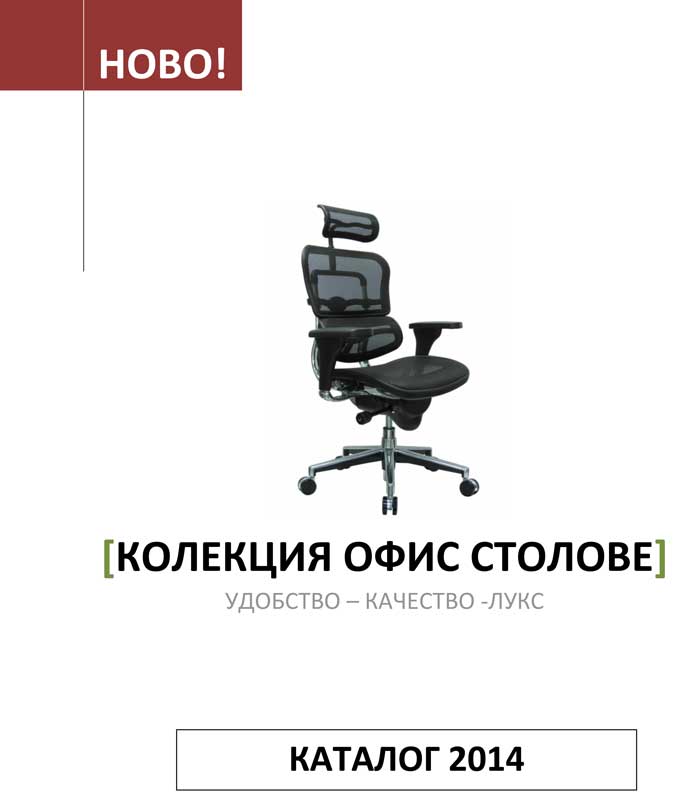 НОВО!
[КОЛЕКЦИЯ ОФИС СТОЛОВЕ]
УДОБСТВО – КАЧЕСТВО -ЛУКС
КАТАЛОГ 2014